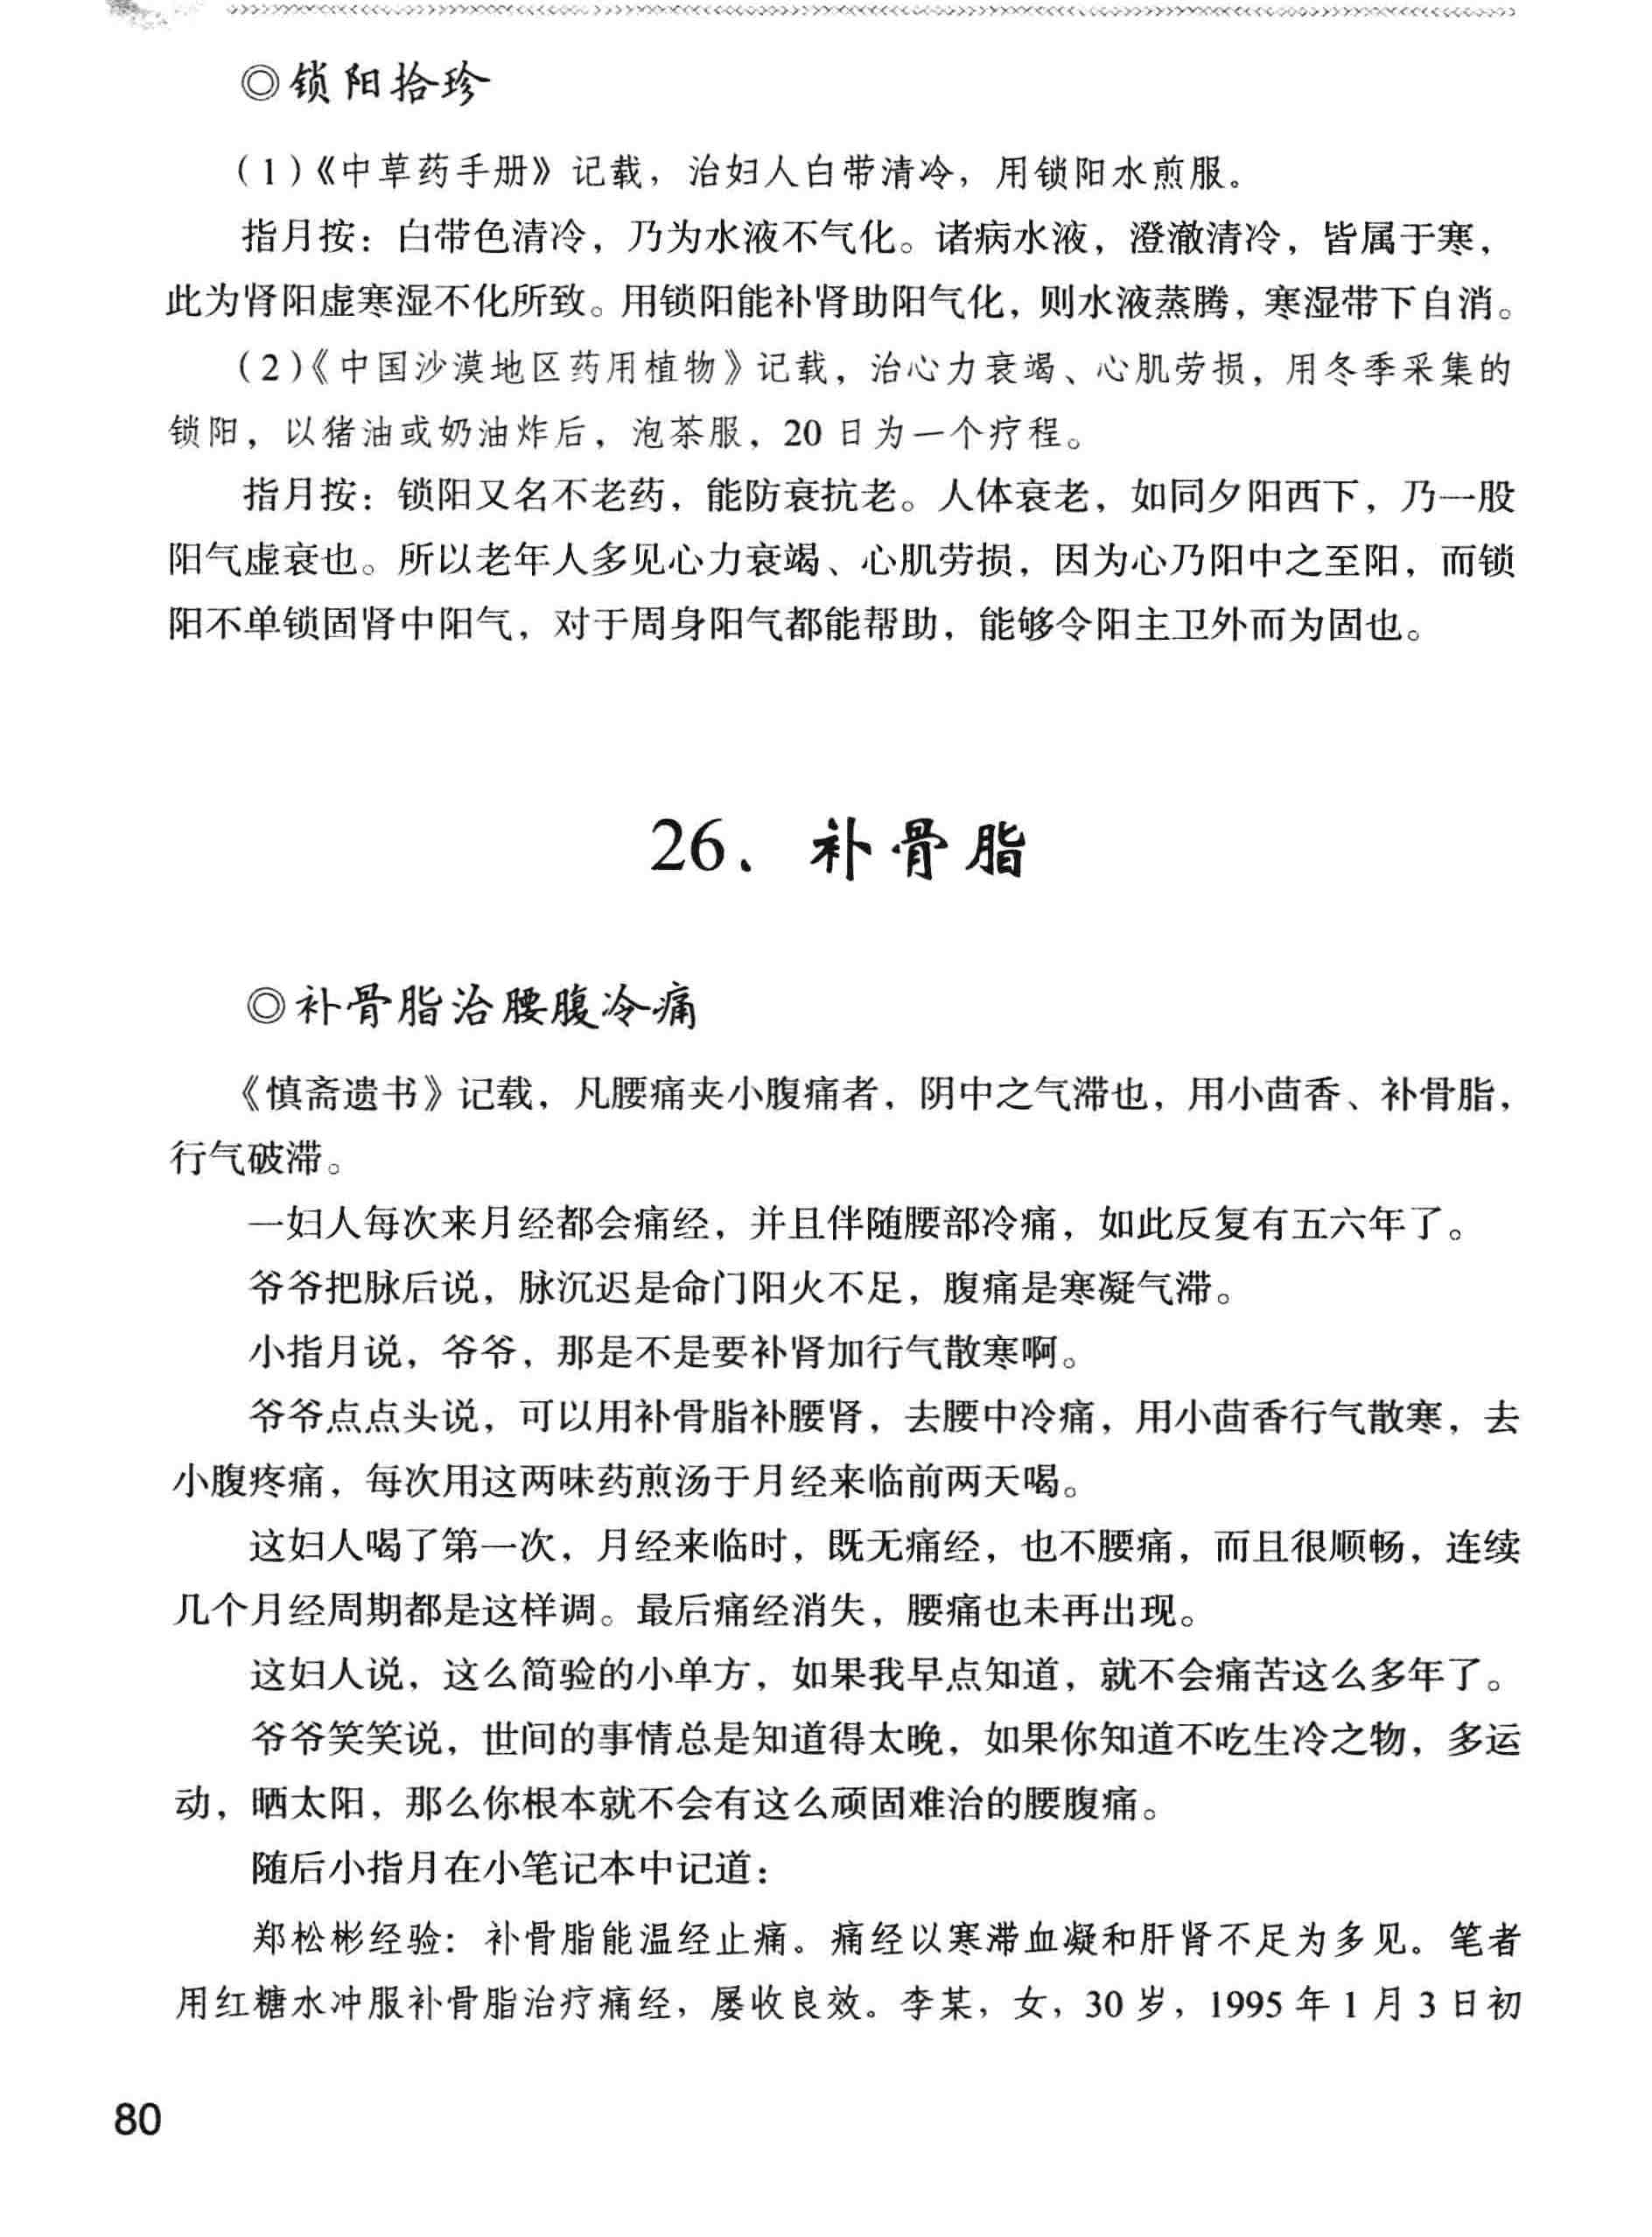 ◎锁阳拾珍
（1）《中草药手册》记载，治妇人白带清冷，用锁阳水煎服。
指月按：白带色清冷，乃为水液不气化。诸病水液，澄澈清冷，皆属于寒，
此为肾阳虚寒湿不化所致。用锁阳能补肾助阳气化，则水液蒸腾，寒湿带下自消。
（2）《中国沙漠地区药用植物》记载，治心力衰竭、心肌劳损，用冬季采集的
锁阳，以猪油或奶油炸后，泡茶服，20日为一个疗程。
指月按：锁阳又名不老药，能防衰抗老。人体衰老，如同夕阳西下，乃一股
阳气虚衰也。所以老年人多见心力衰竭、心肌劳损，因为心乃阳中之至阳，而锁
阳不单锁固肾中阳气，对于周身阳气都能帮助，能够令阳主卫外而为固也。
26、补骨脂
◎补骨脂治腰腹冷痛
《慎斋遗书》记载，凡腰痛夹小腹痛者，阴中之气滞也，用小茴香、补骨脂，
行气破滞。
一妇人每次来月经都会痛经，并且伴随腰部冷痛，如此反复有五六年了。
爷爷把脉后说，脉沉迟是命门阳火不足，腹痛是寒凝气滞。
小指月说，爷爷，那是不是要补肾加行气散寒啊。
爷爷点点头说，可以用补骨脂补腰肾，去腰中冷痛，用小茴香行气散寒，去
小腹疼痛，每次用这两味药煎汤于月经来临前两天喝。
这妇人喝了第一次，月经来临时，既无痛经，也不腰痛，而且很顺畅，连续
几个月经周期都是这样调。最后痛经消失，腰痛也未再出现。
这妇人说，这么简验的小单方，如果我早点知道，就不会痛苦这么多年了。
爷爷笑笑说，世间的事情总是知道得太晚，如果你知道不吃生冷之物，多运
动，晒太阳，那么你根本就不会有这么顽固难治的腰腹痛。
随后小指月在小笔记本中记道：
郑松彬经验：补骨脂能温经止痛。痛经以寒滞血凝和肝肾不足为多见。笔者
用红糖水冲服补骨脂治疗痛经，屡收良效。李某，女，30岁，1995年1月3日初
80